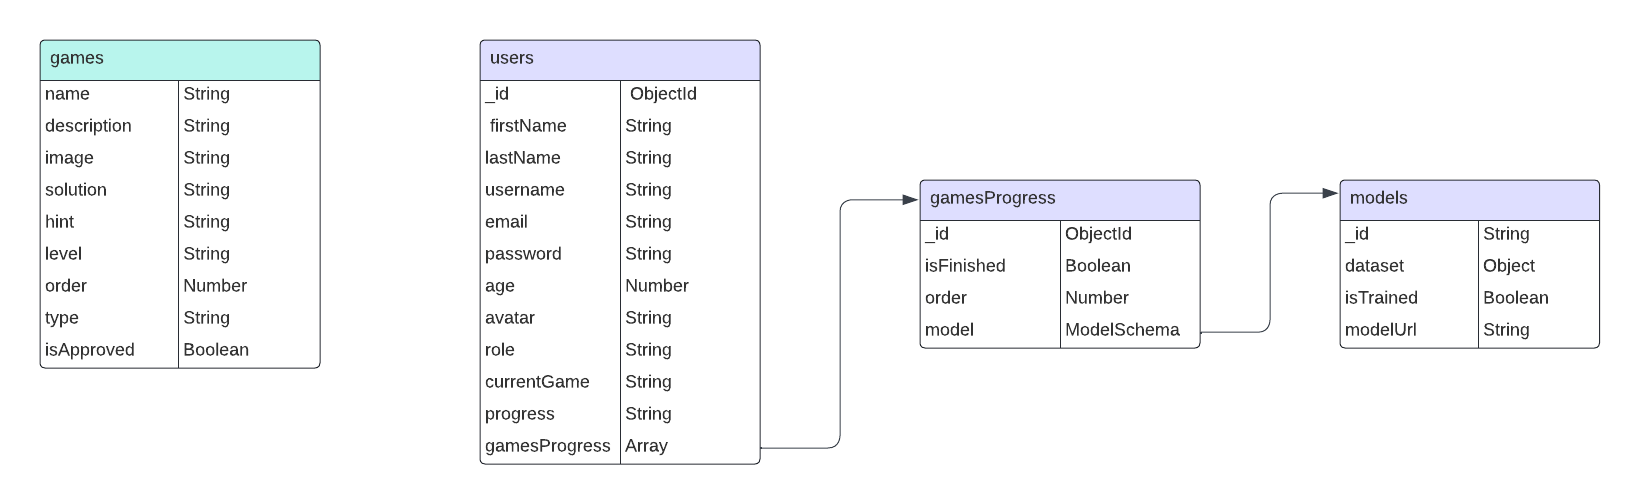 games
name String
description String
image String
solution String
hint String
level String
order Number
type String
isApproved Boolean
users
_id ObjectId
firstName String
lastName String
username String
email String
password String
age Number
avatar String
role String
currentGame String
progress String
gamesProgress Array
gamesProgress
_id ObjectId
isFinished Boolean
order Number
model ModelSchema
models
_id String
dataset Object
isTrained Boolean
modelUrl String